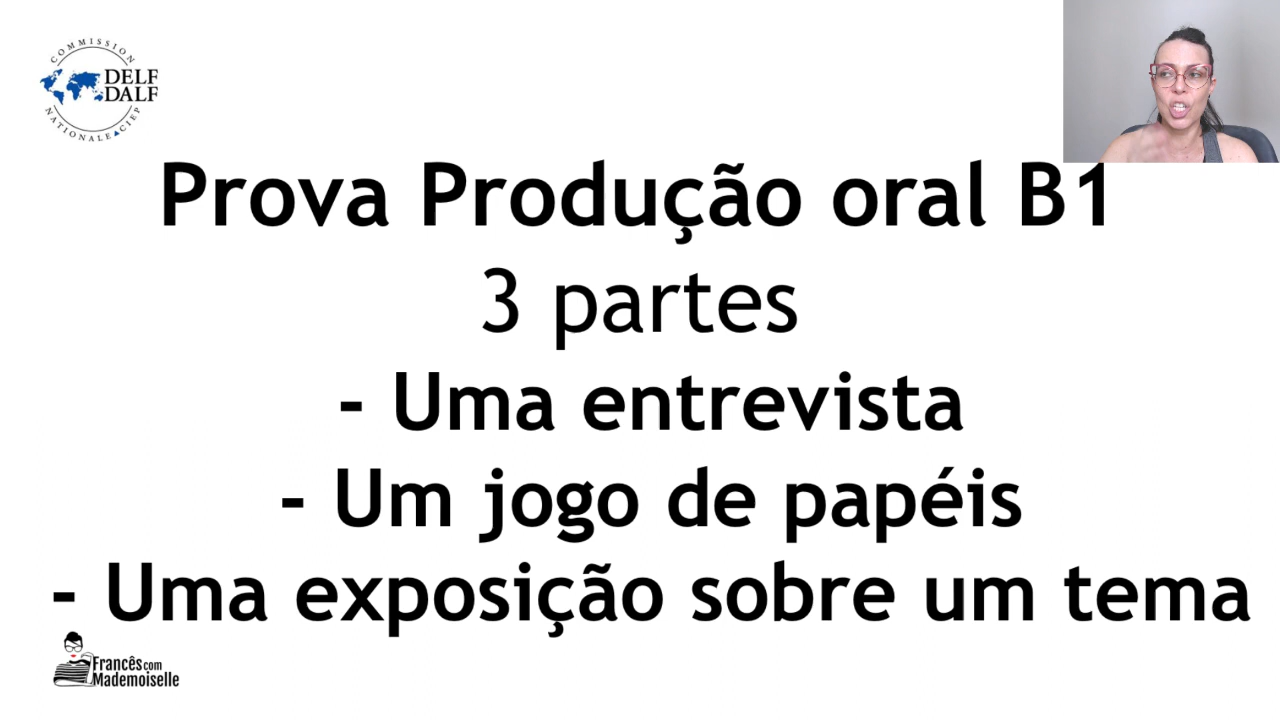 COMMISSION
DELF
DALF
NATIONALE CIEP
Prova Produção oral B1
3 partes
- Uma entrevista
- Um jogo de papéis
- Uma exposição sobre um tema
Francês com
Mademoiselle